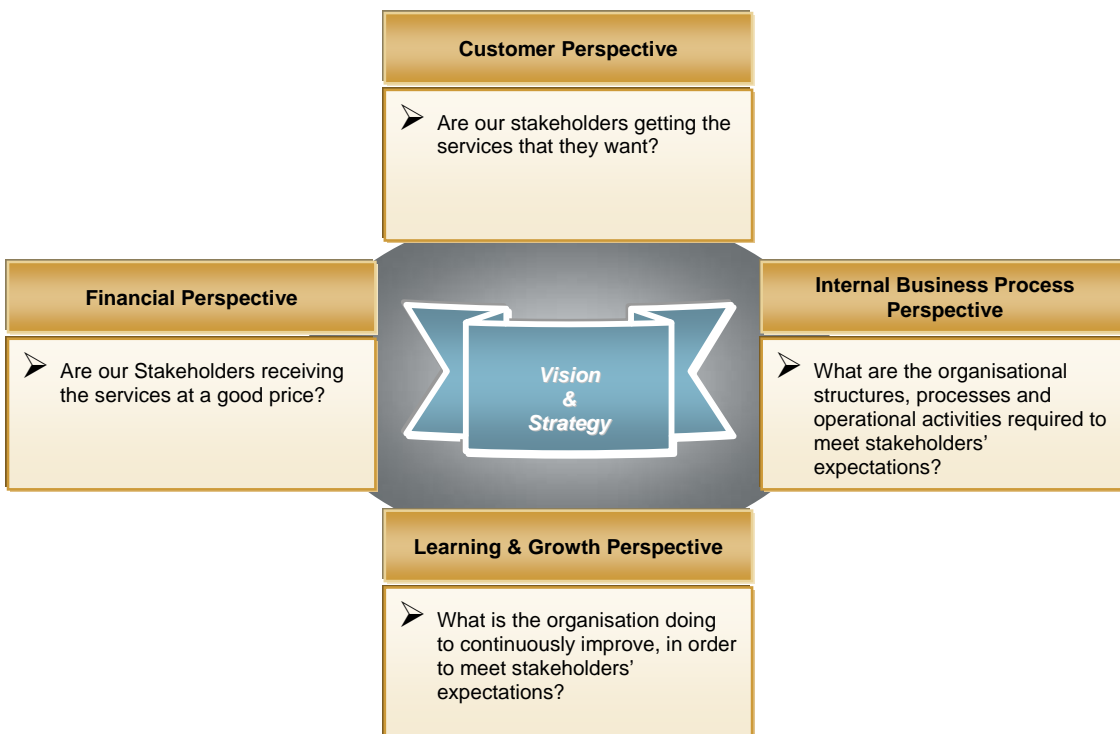 Customer Perspective
Are our stakeholders getting the
services that they want?
Financial Perspective
Are our Stakeholders receiving
the services at a good price?
Vision
&
Strategy
Internal Business Process
Perspective
What are the organisational
structures, processes and
operational activities required to
meet stakeholders’
expectations?
Learning & Growth Perspective
What is the organisation doing
to continuously improve, in order
to meet stakeholders’
expectations?